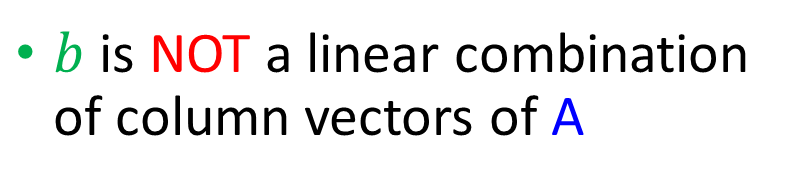 • b is NOT a linear combination
of column vectors of A